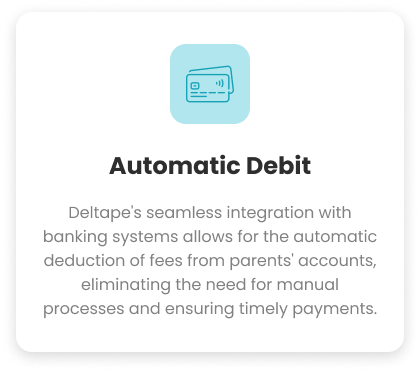 Automatic Debit
Deltape's seamless integration with
banking systems allows for the automatic
deduction of fees from parents' accounts,
eliminating the need for manual
processes and ensuring timely payments.